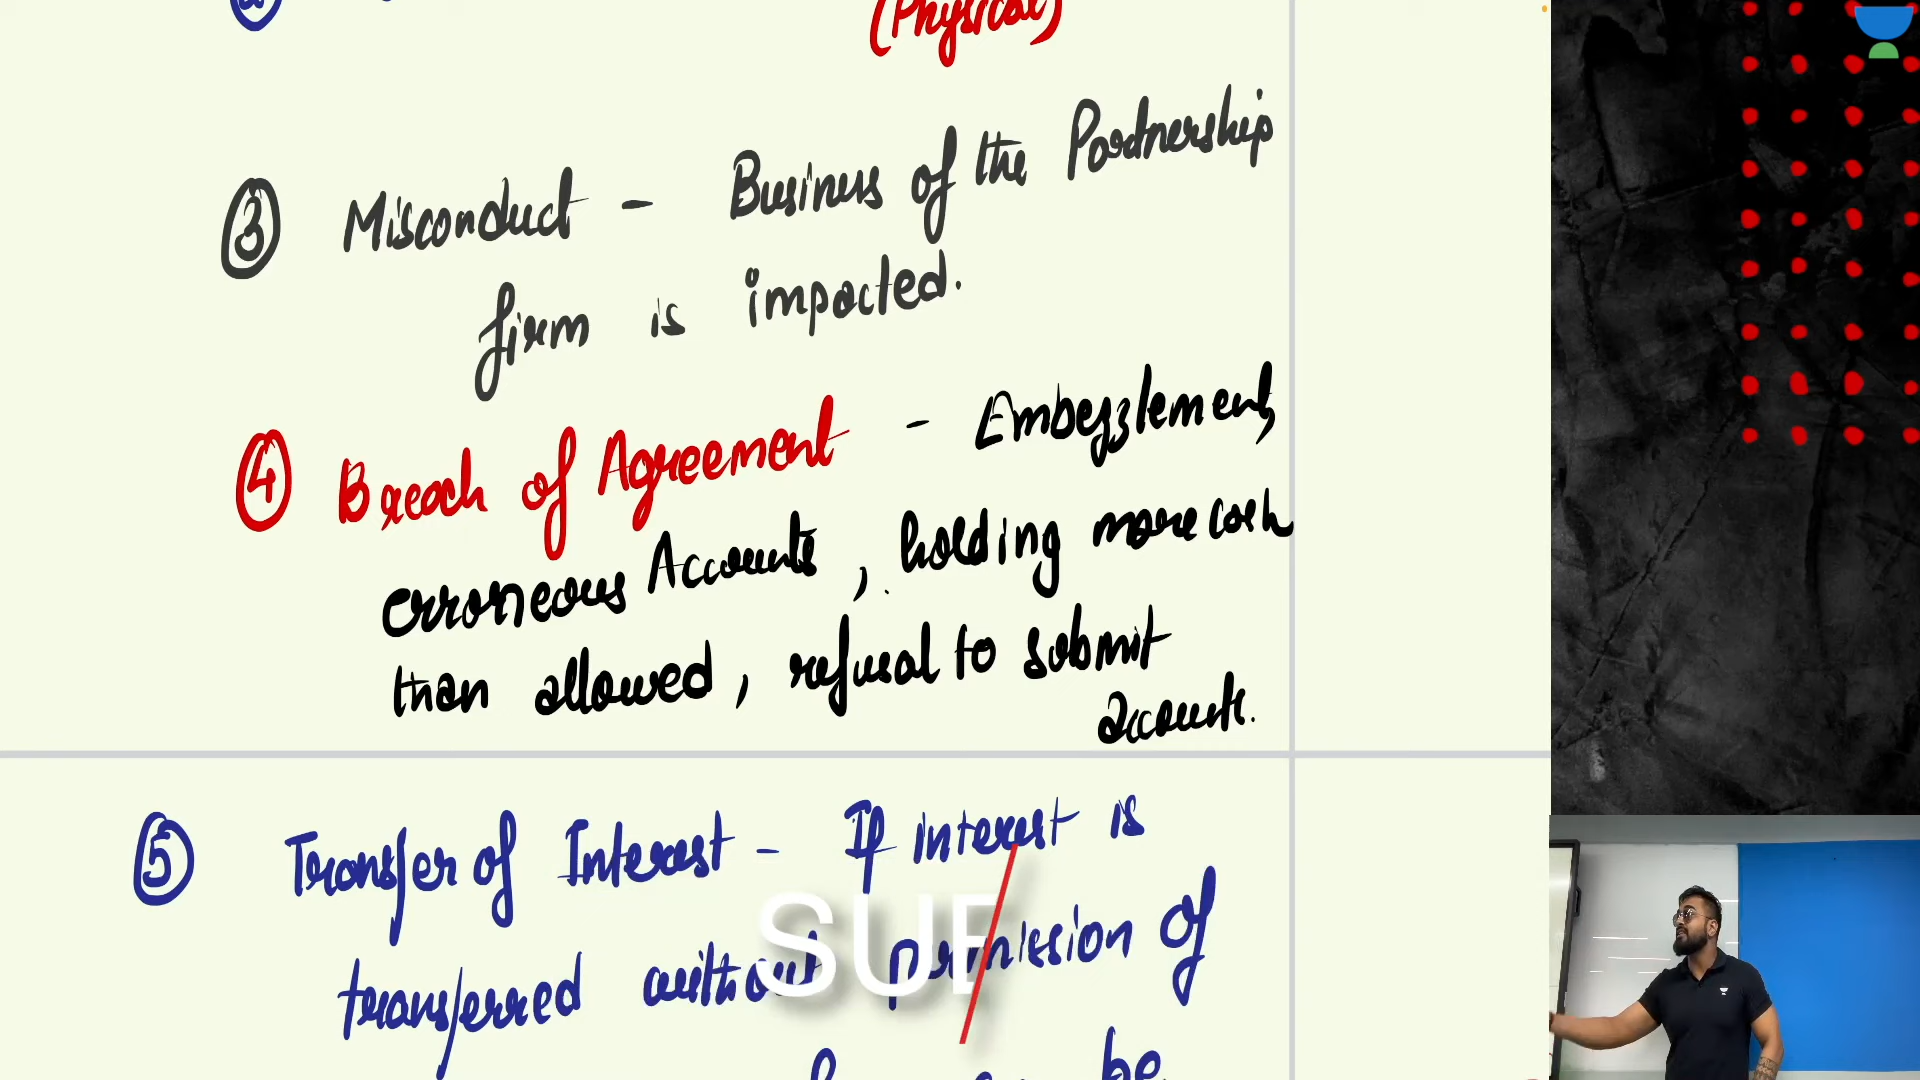 (Physical)
③ Misconduct - Business of the Partnership
firm is impacted.
④ Breach of Agreement - Embezzlement,
erroneous Accounts, holding more cash
than allowed, refusal to submit
accounts.
⑤ Transfer of Interest - If interest is
transferred without permission of
SU
be